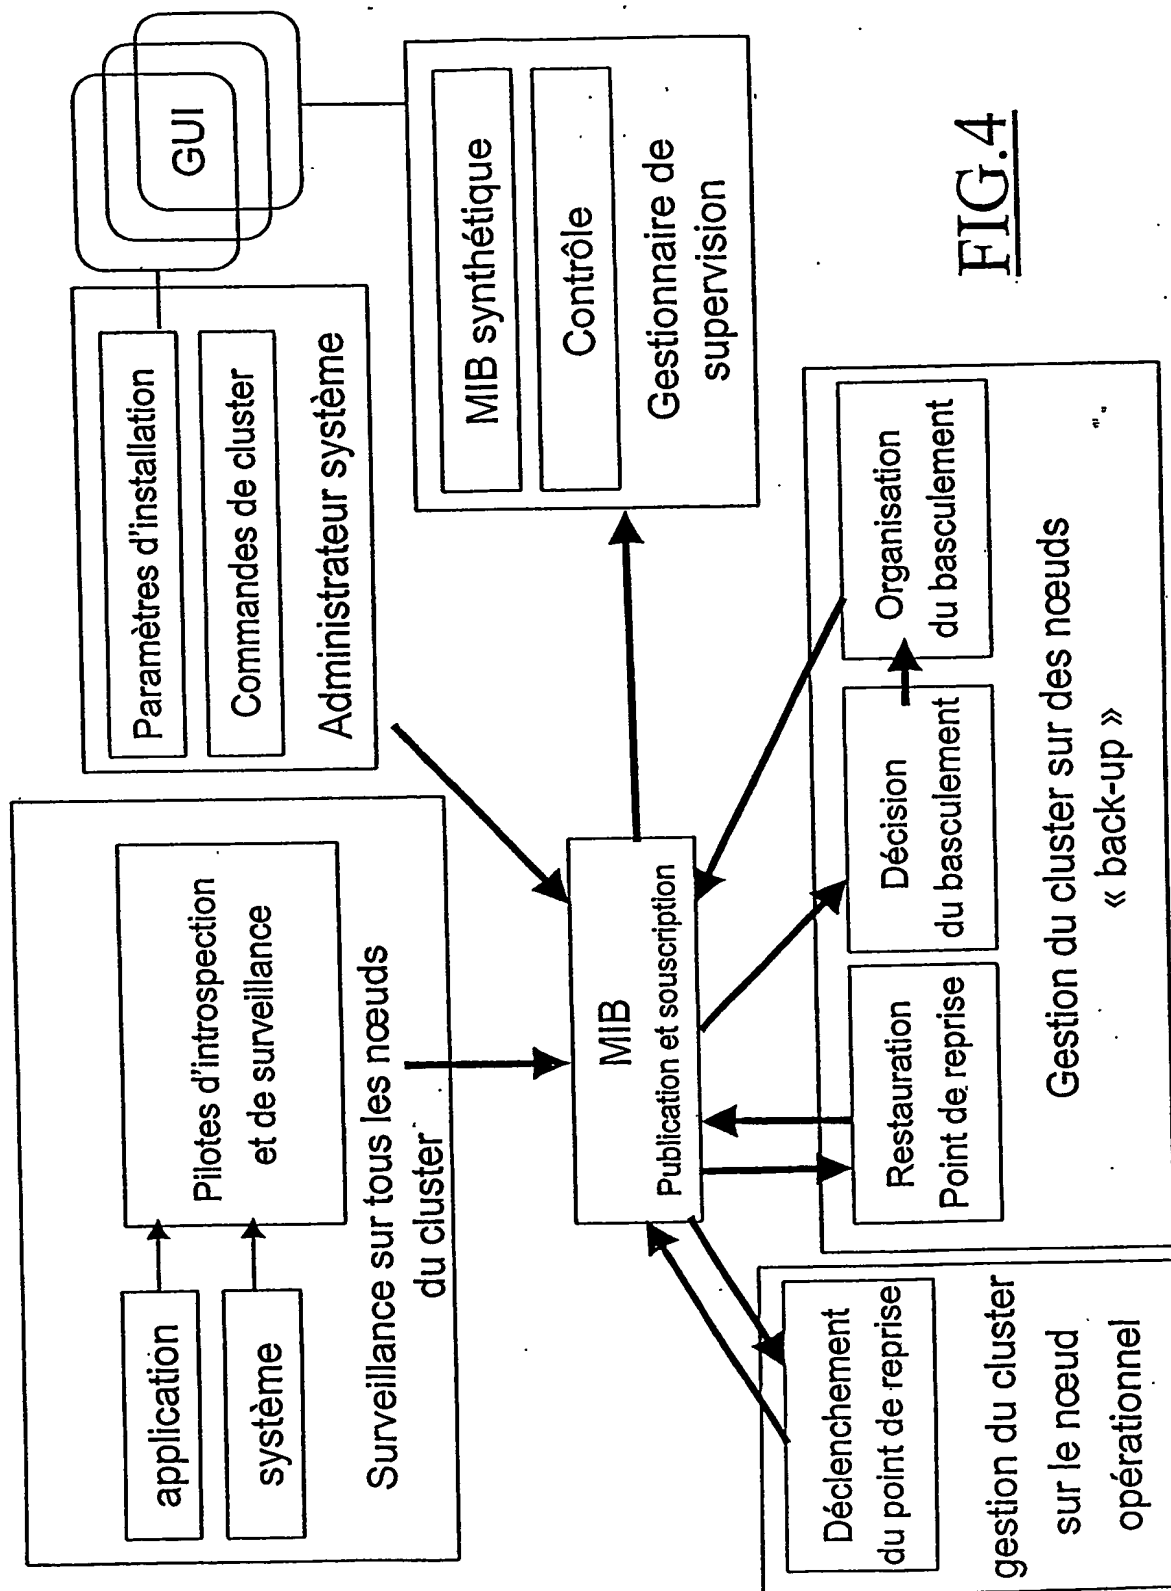 application
système
Pilotes d'introspection
et de surveillance
Surveillance sur tous les nœuds
du cluster
Paramètres d'installation
Commandes de cluster
Administrateur système
GUI
MIB synthétique
Contrôle
Gestionnaire de
supervision
MIB
Publication et souscription
Déclenchement
du point de reprise
gestion du cluster
sur le nœud
opérationnel
Restauration
Point de reprise
Décision
du basculement
Organisation
du basculement
Gestion du cluster sur des nœuds
« back-up »
FIG.4